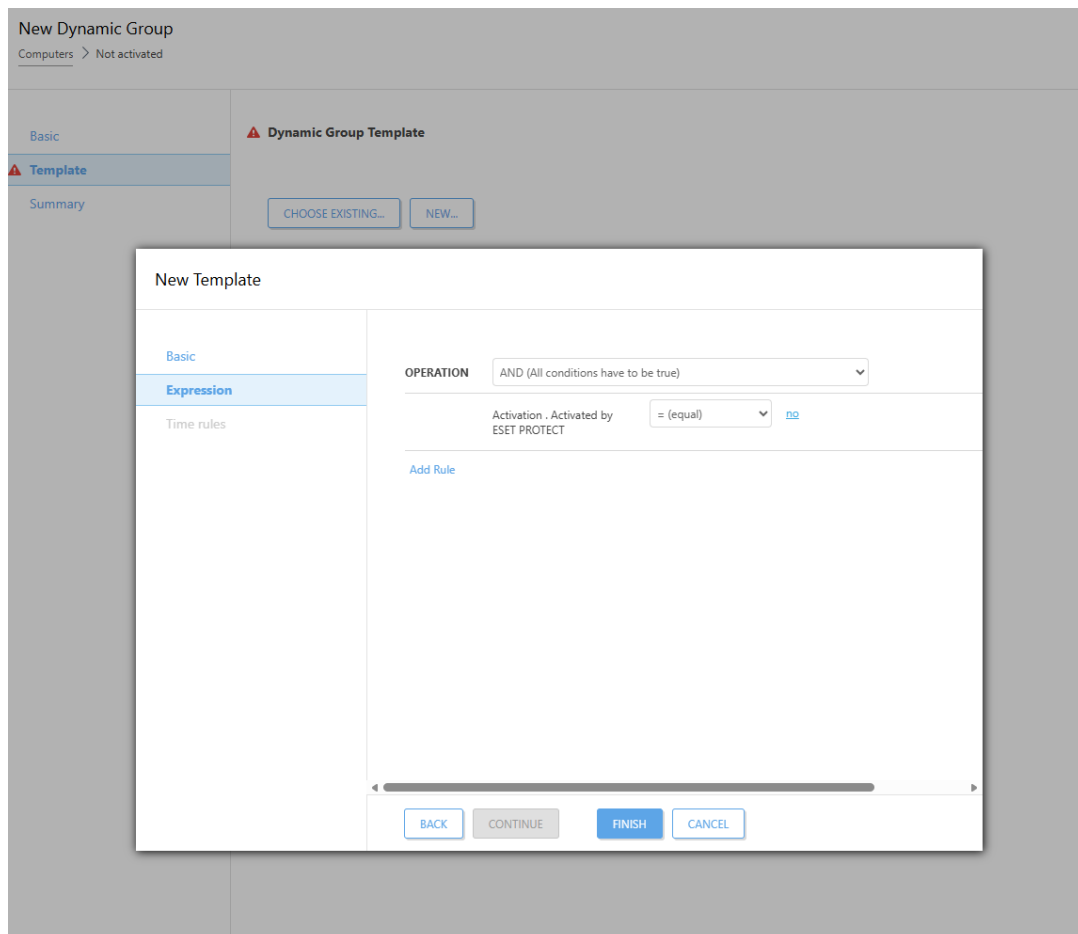 New Dynamic Group
Computers > Not activated
Basic
Template
Summary
Dynamic Group Template
CHOOSE EXISTING...
NEW...
New Template
Basic
Expression
Time rules
OPERATION
AND (All conditions have to be true)
Activation . Activated by
ESET PROTECT
= (equal)
no
Add Rule
BACK
CONTINUE
FINISH
CANCEL